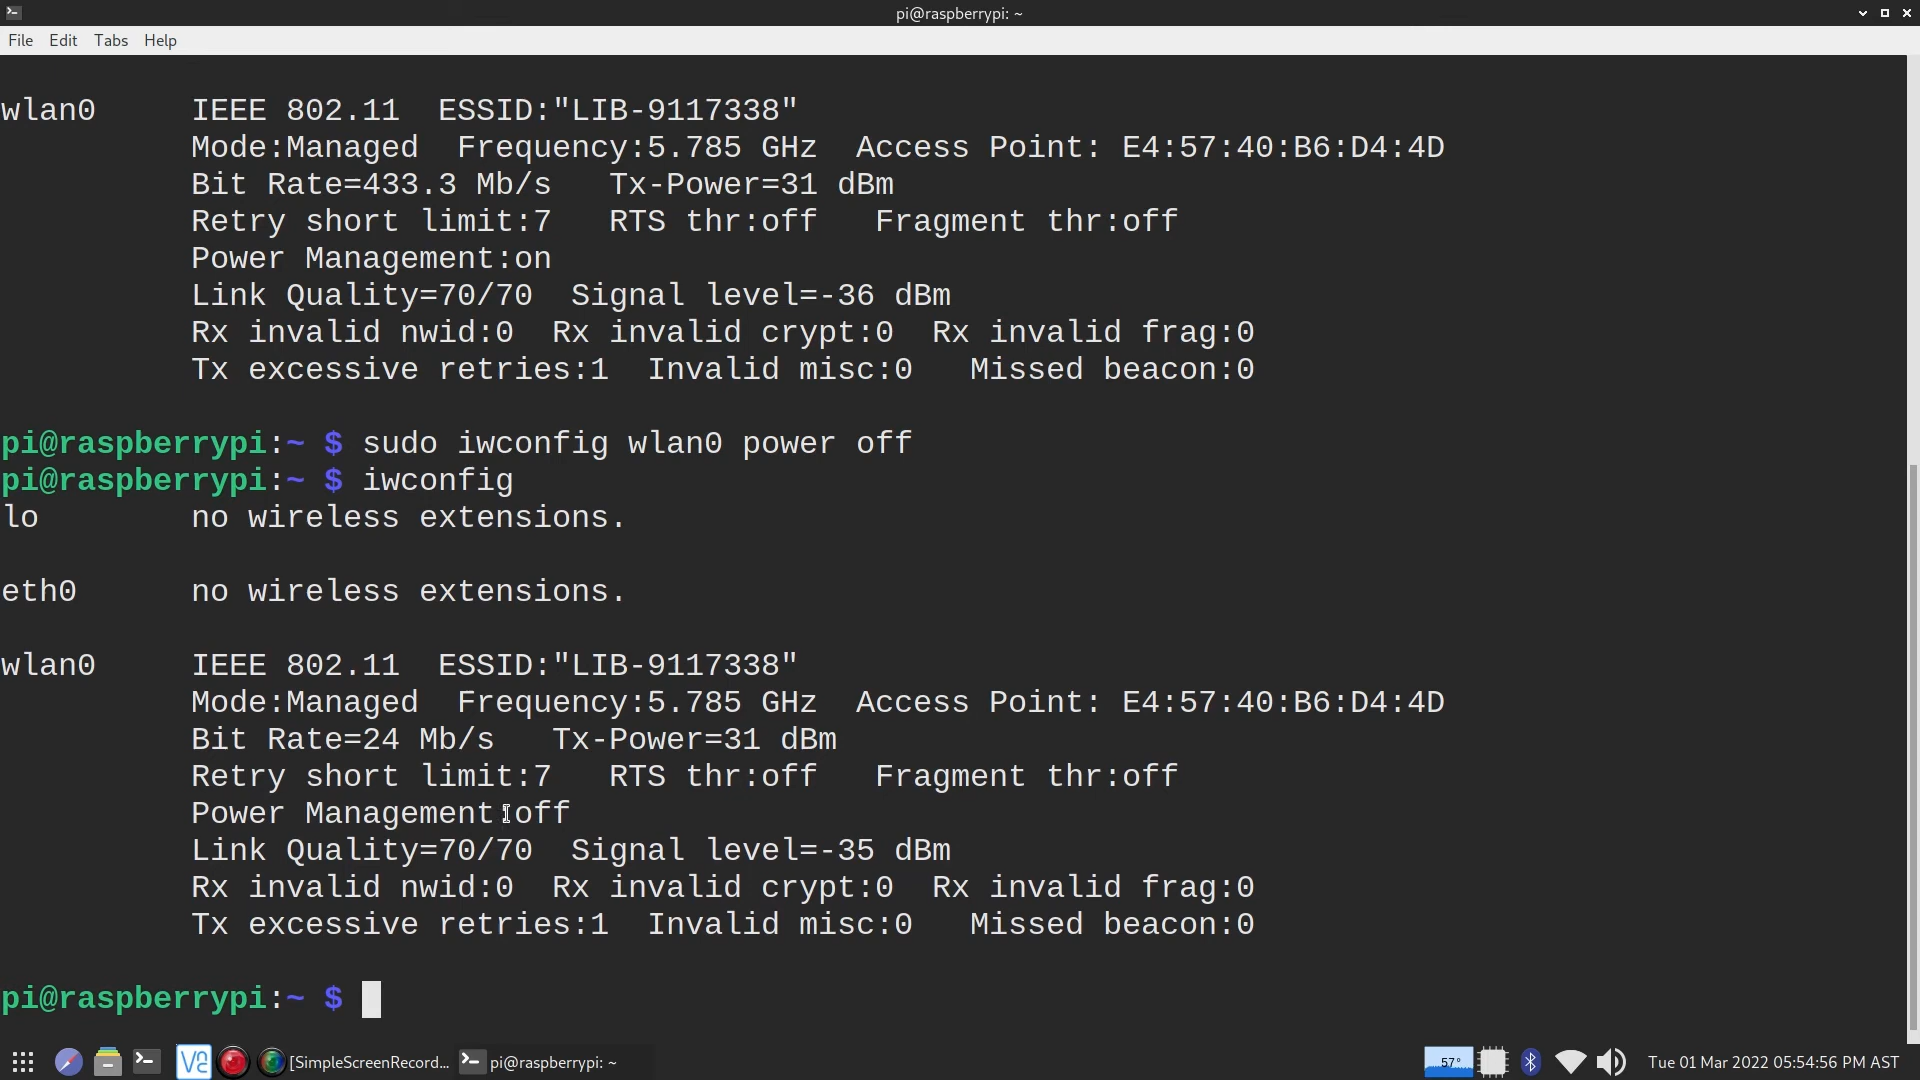 pi@raspberrypi: ~
File Edit Tabs Help
wlan0     IEEE 802.11  ESSID:"LIB-9117338"
          Mode:Managed  Frequency:5.785 GHz  Access Point: E4:57:40:B6:D4:4D
          Bit Rate=433.3 Mb/s   Tx-Power=31 dBm
          Retry short limit:7   RTS thr:off   Fragment thr:off
          Power Management:on
          Link Quality=70/70  Signal level=-36 dBm
          Rx invalid nwid:0  Rx invalid crypt:0  Rx invalid frag:0
          Tx excessive retries:1  Invalid misc:0   Missed beacon:0
pi@raspberrypi:~ $ sudo iwconfig wlan0 power off
pi@raspberrypi:~ $ iwconfig
lo        no wireless extensions.
eth0      no wireless extensions.
wlan0     IEEE 802.11  ESSID:"LIB-9117338"
          Mode:Managed  Frequency:5.785 GHz  Access Point: E4:57:40:B6:D4:4D
          Bit Rate=24 Mb/s   Tx-Power=31 dBm
          Retry short limit:7   RTS thr:off   Fragment thr:off
          Power Management:off
          Link Quality=70/70  Signal level=-35 dBm
          Rx invalid nwid:0  Rx invalid crypt:0  Rx invalid frag:0
          Tx excessive retries:1  Invalid misc:0   Missed beacon:0
pi@raspberrypi:~ $
[SimpleScreenRecord... pi@raspberrypi: ~ 57° Tue 01 Mar 2022 05:54:56 PM AST